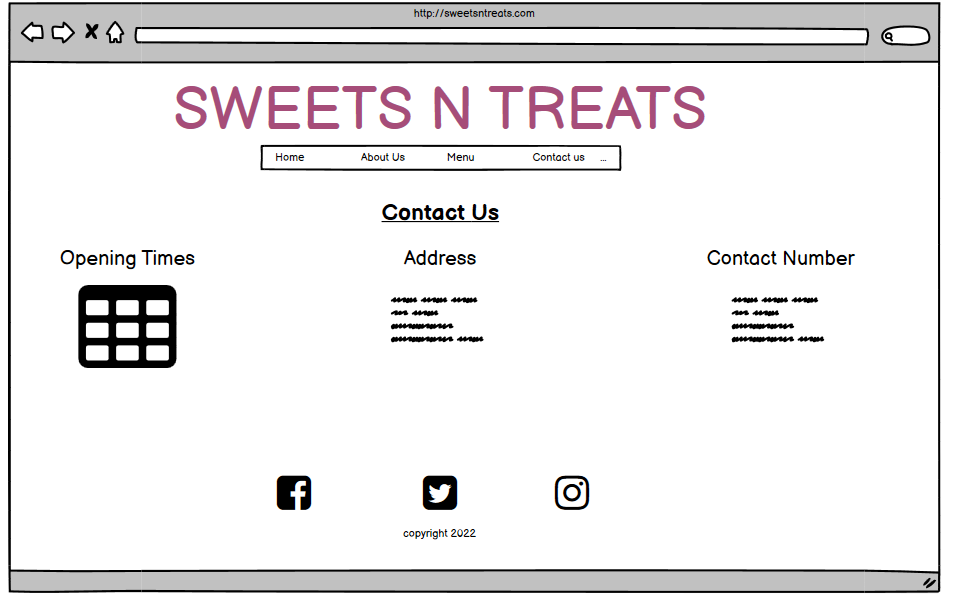 http://sweetsntreats.com
SWEETS N TREATS
Home About Us Menu Contact us ...
Contact Us
Opening Times Address Contact Number
copyright 2022